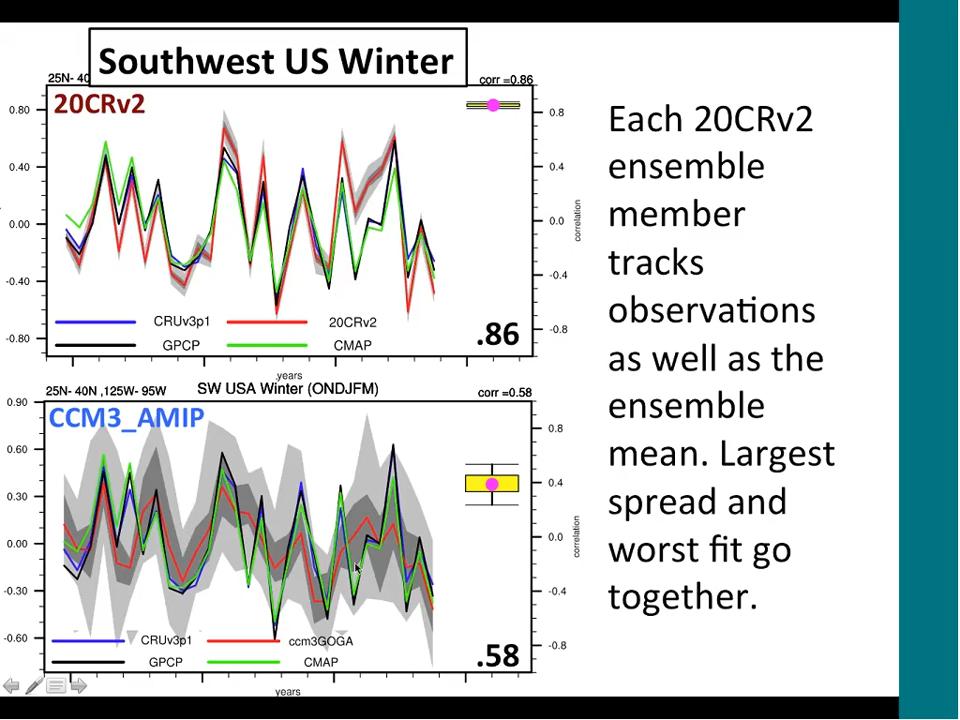 Southwest US Winter
25N- 40
corr =0.86
20CRv2
0.80
0.40
0.00
-0.40
-0.80
0.8
0.4
0.0
-0.4
-0.8
correlation
CRUv3p1
20CRv2
GPCP
CMAP
.86
years
25N- 40N ,125W- 95W
SW USA Winter (ONDJFM)
corr =0.58
CCM3_AMIP
0.90
0.60
0.30
0.00
-0.30
-0.60
0.8
0.4
0.0
-0.4
-0.8
correlation
CRUv3p1
ccm3GOGA
GPCP
CMAP
.58
years
Each 20CRv2
ensemble
member
tracks
observations
as well as the
ensemble
mean. Largest
spread and
worst fit go
together.